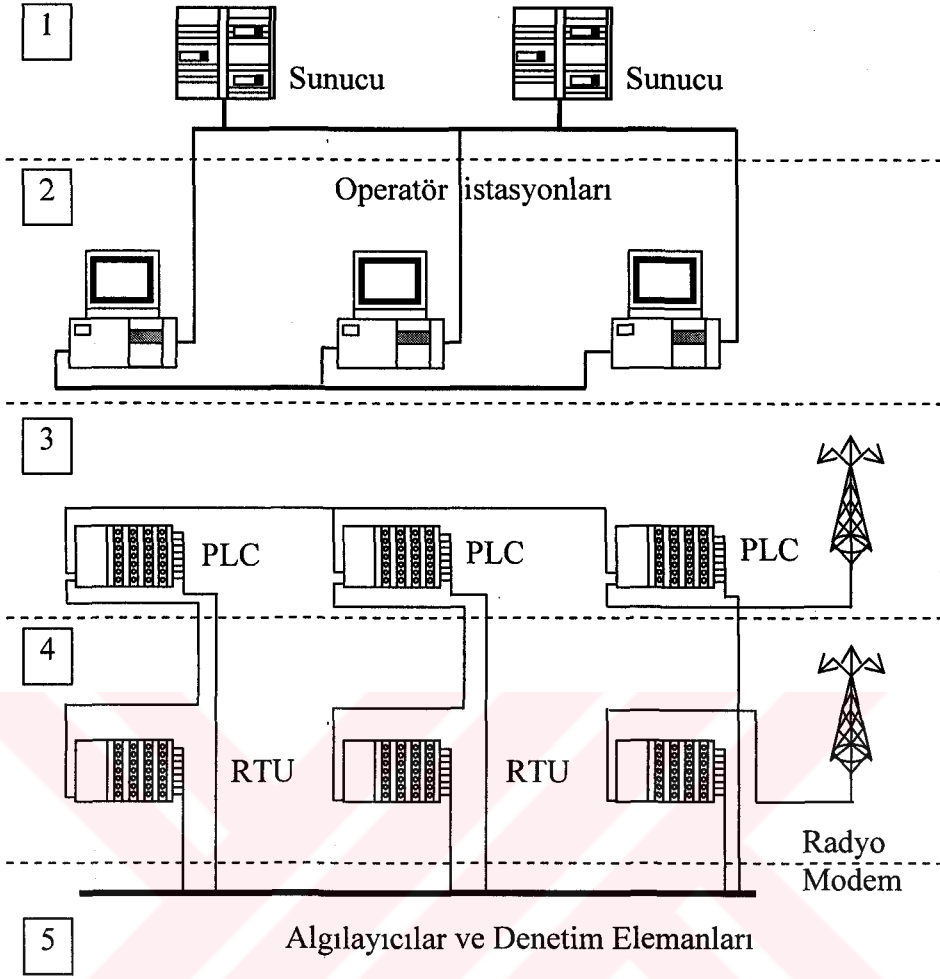 1
Sunucu
Sunucu
2
Operatör istasyonları
3
PLC
PLC
PLC
4
RTU
RTU
Radyo
Modem
5
Algılayıcılar ve Denetim Elemanları